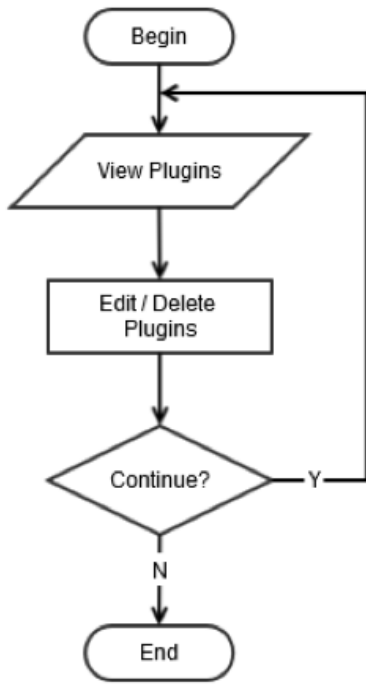 Begin
View Plugins
Edit / Delete
Plugins
Continue?
Y
N
End